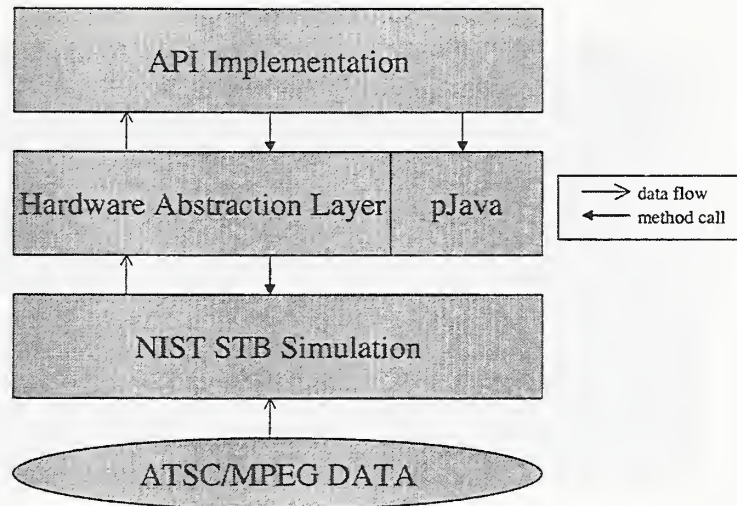 API Implementation
Hardware Abstraction Layer
pJava
data flow
method call
NIST STB Simulation
ATSC/MPEG DATA